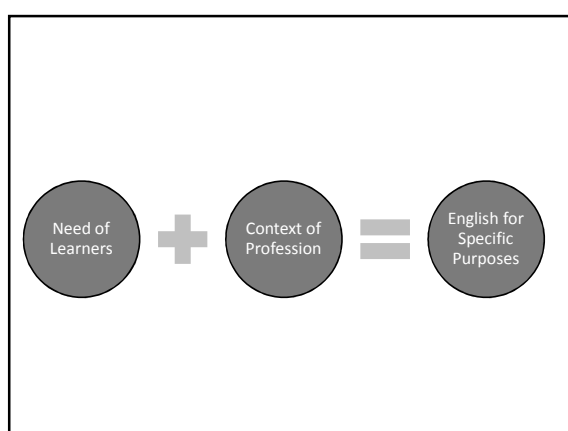 Need of
Learners
Context of
Profession
English for
Specific
Purposes